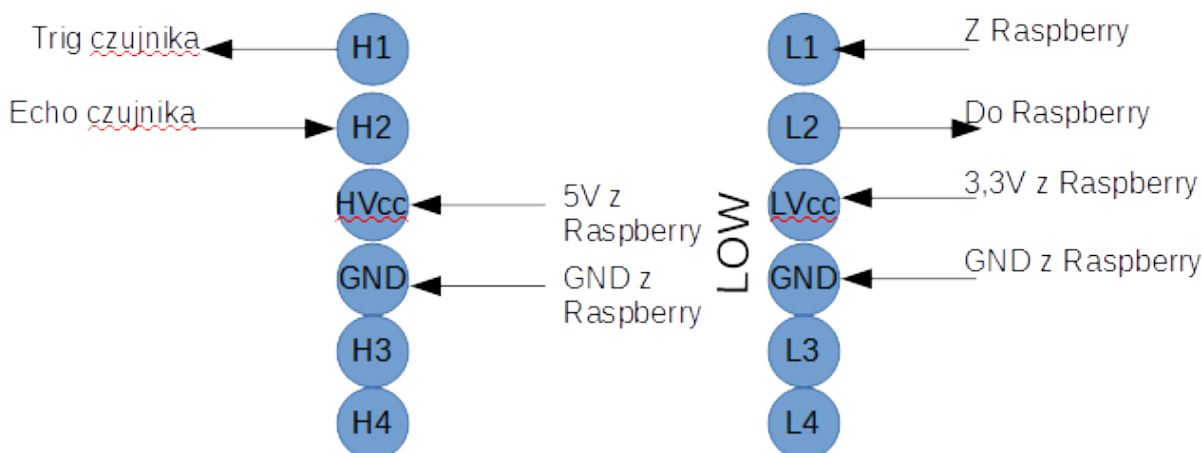 Trig czujnika
H1
L1
Z Raspberry
Echo czujnika
H2
L2
Do Raspberry
HVcc
5V z
Raspberry
LOW
LVcc
3,3V z Raspberry
GND
GND z
Raspberry
GND
GND z Raspberry
H3
L3
H4
L4